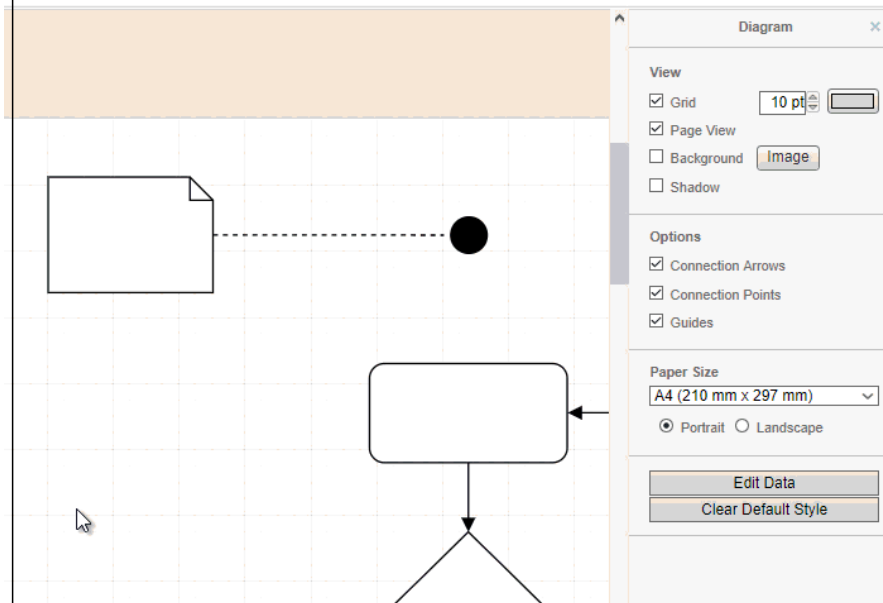 Diagram
View
Grid 10 pt
Page View
Background Image
Shadow
Options
Connection Arrows
Connection Points
Guides
Paper Size
A4 (210 mm x 297 mm)
Portrait Landscape
Edit Data
Clear Default Style